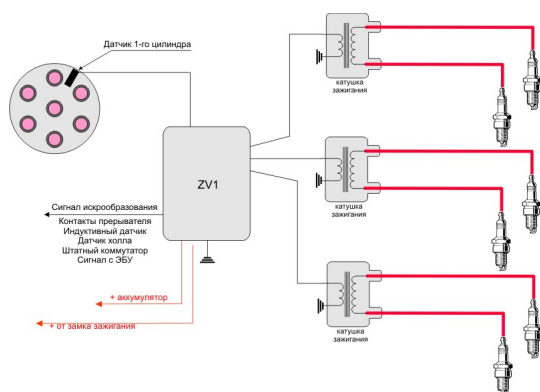 Датчик 1-го цилиндра
катушка
зажигания
ZV1
катушка
зажигания
Сигнал искрообразования
Контакты прерывателя
Индуктивный датчик
Датчик холла
Штатный коммутатор
Сигнал с ЭБУ
+ аккумулятор
+ от замка зажигания
катушка
зажигания